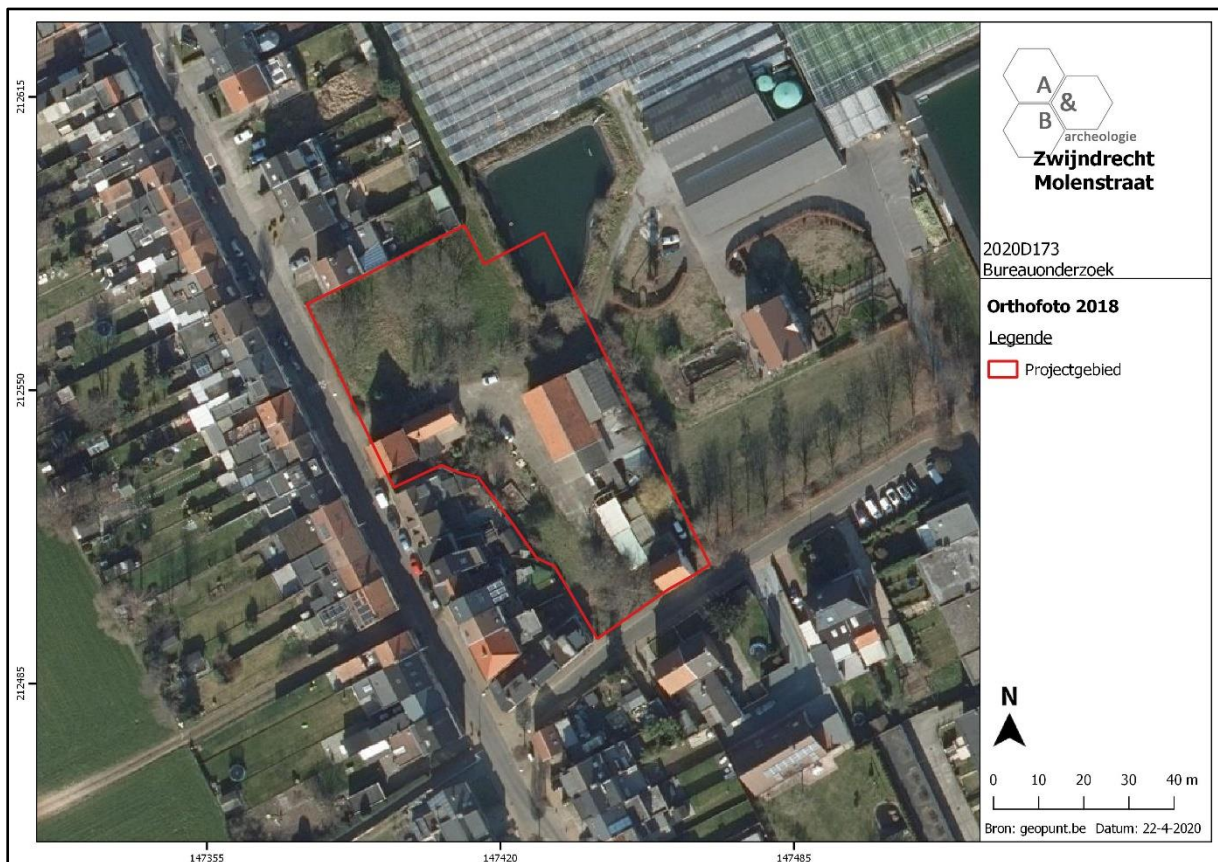 A
&
B
archeologie
Zwijndrecht
Molenstraat
2020D173
Bureauonderzoek
Orthofoto 2018
Legende
Projectgebied
N
0 10 20 30 40 m
Bron: geopunt.be Datum: 22-4-2020
212615
212550
212485
147355 147420 147485